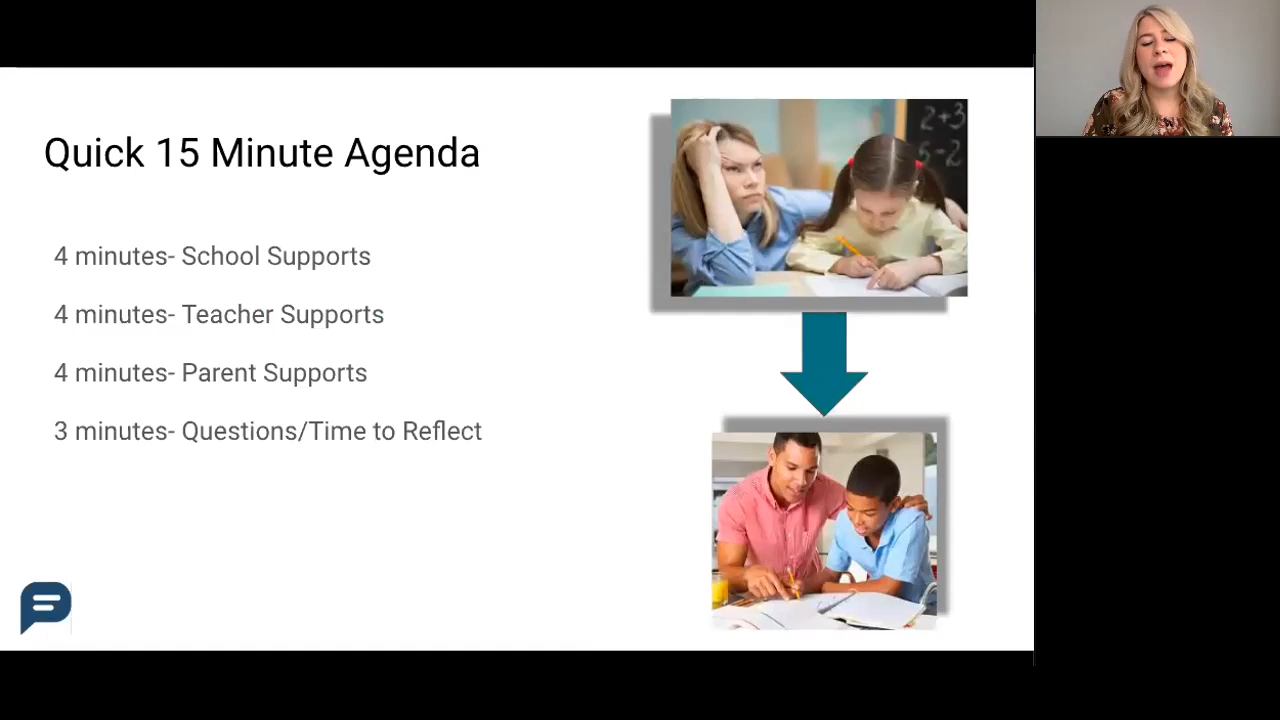 Quick 15 Minute Agenda
4 minutes- School Supports
4 minutes- Teacher Supports
4 minutes- Parent Supports
3 minutes- Questions/Time to Reflect
2+3
5-2